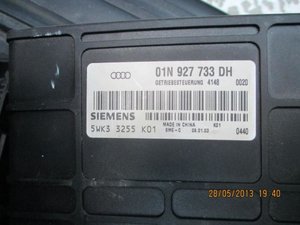 01N 927 733 DH
GETRIEBESTEUERUNG 4148 0020
SIEMENS
MADE IN CHINA K01
5WK3 3255 K01
0440
28/05/2013 19:40